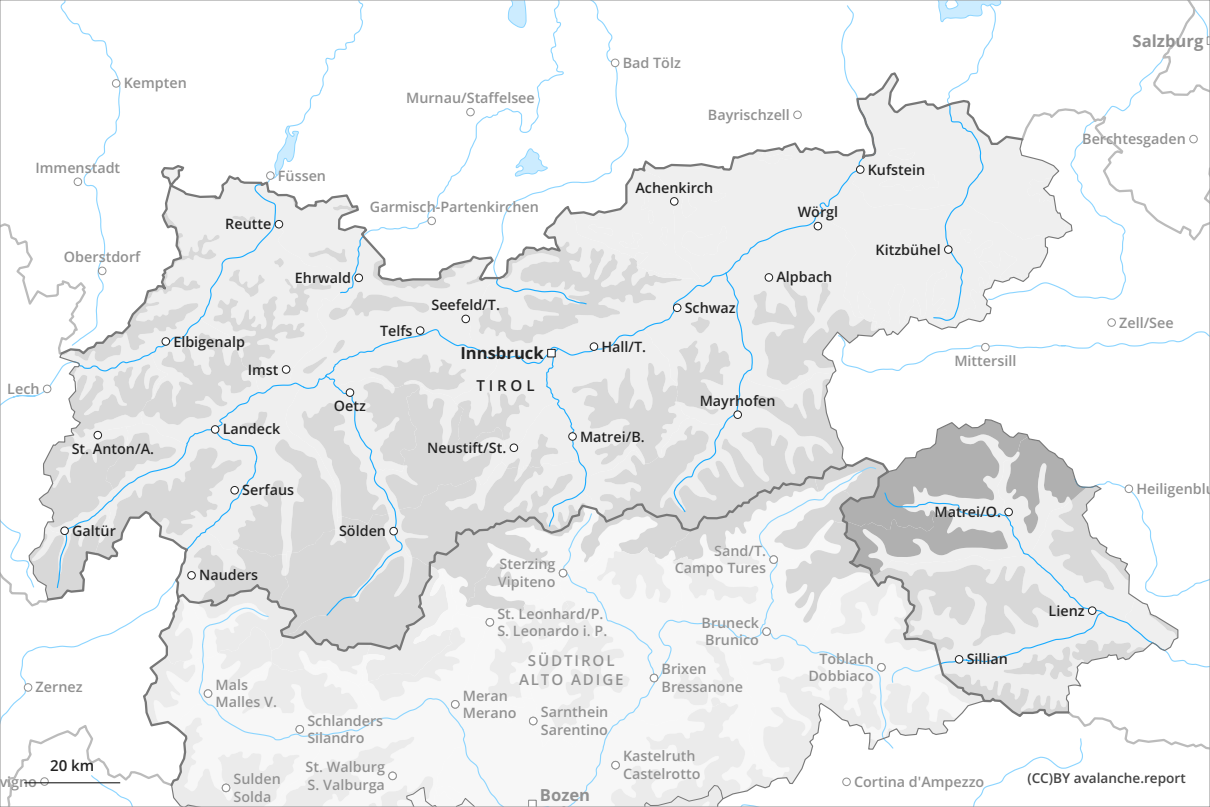 Salzburg
Bad Tölz
Kempten
Murnau/Staffelsee
Bayrischzell
Berchtesgaden
Immenstadt
Füssen
Kufstein
Achenkirch
Garmisch-Partenkirchen
Wörgl
Reutte
Kitzbühel
Oberstdorf
Ehrwald
Alpbach
Seefeld/T.
Schwaz
Zell/See
Telfs
Elbigenalp
Innsbruck
Hall/T.
Mittersill
Imst
TIROL
Lech
Oetz
Mayrhofen
Landeck
Matrei/B.
St. Anton/A.
Neustift/St.
Serfaus
Heiligenblu
Matrei/O.
Galtür
Sölden
Sand/T.
Campo Tures
Sterzing
Vipiteno
Nauders
Lienz
St. Leonhard/P.
S. Leonardo i. P.
Bruneck
Brunico
SÜDTIROL
ALTO ADIGE
Toblach
Dobbiaco
Sillian
Brixen
Bressanone
Zernez
Mals
Malles V.
Meran
Merano
Sarnthein
Sarentino
Schlanders
Silandro
Kastelruth
Castelrotto
20 km
St. Walburg
S. Valburga
vigno
Sulden
Solda
Cortina d'Ampezzo
(CC)BY avalanche.report
Bozen